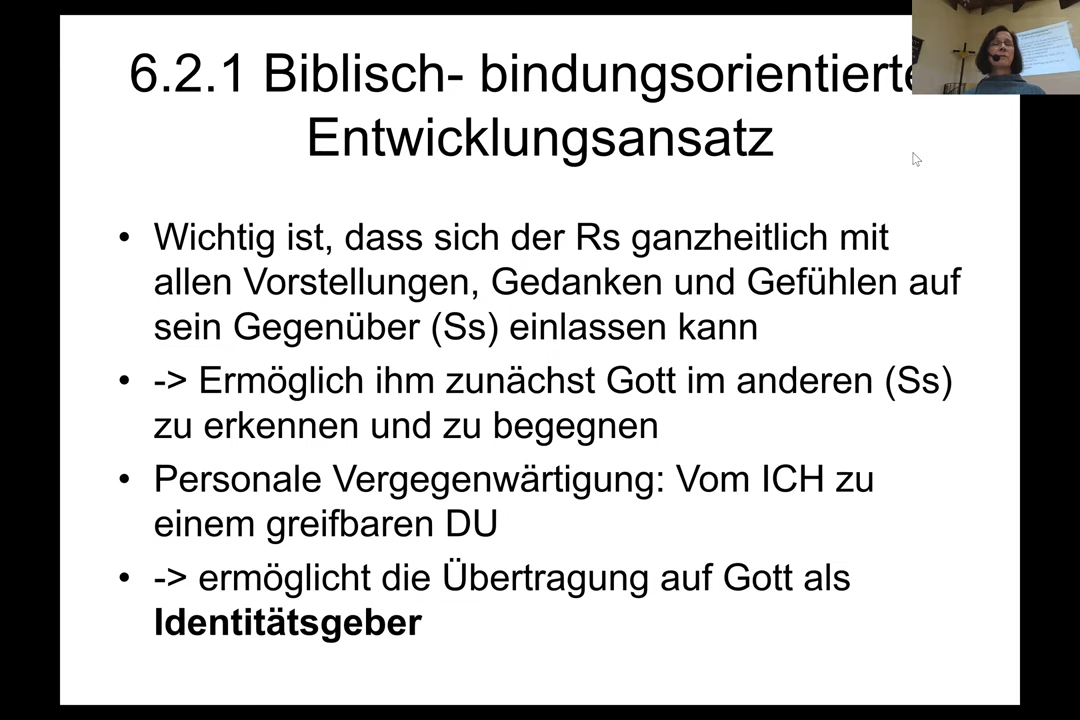 6.2.1 Biblisch- bindungsorientierte
Entwicklungsansatz
• Wichtig ist, dass sich der Rs ganzheitlich mit
allen Vorstellungen, Gedanken und Gefühlen auf
sein Gegenüber (Ss) einlassen kann
• -> Ermöglich ihm zunächst Gott im anderen (Ss)
zu erkennen und zu begegnen
• Personale Vergegenwärtigung: Vom ICH zu
einem greifbaren DU
• -> ermöglicht die Übertragung auf Gott als
Identitätsgeber